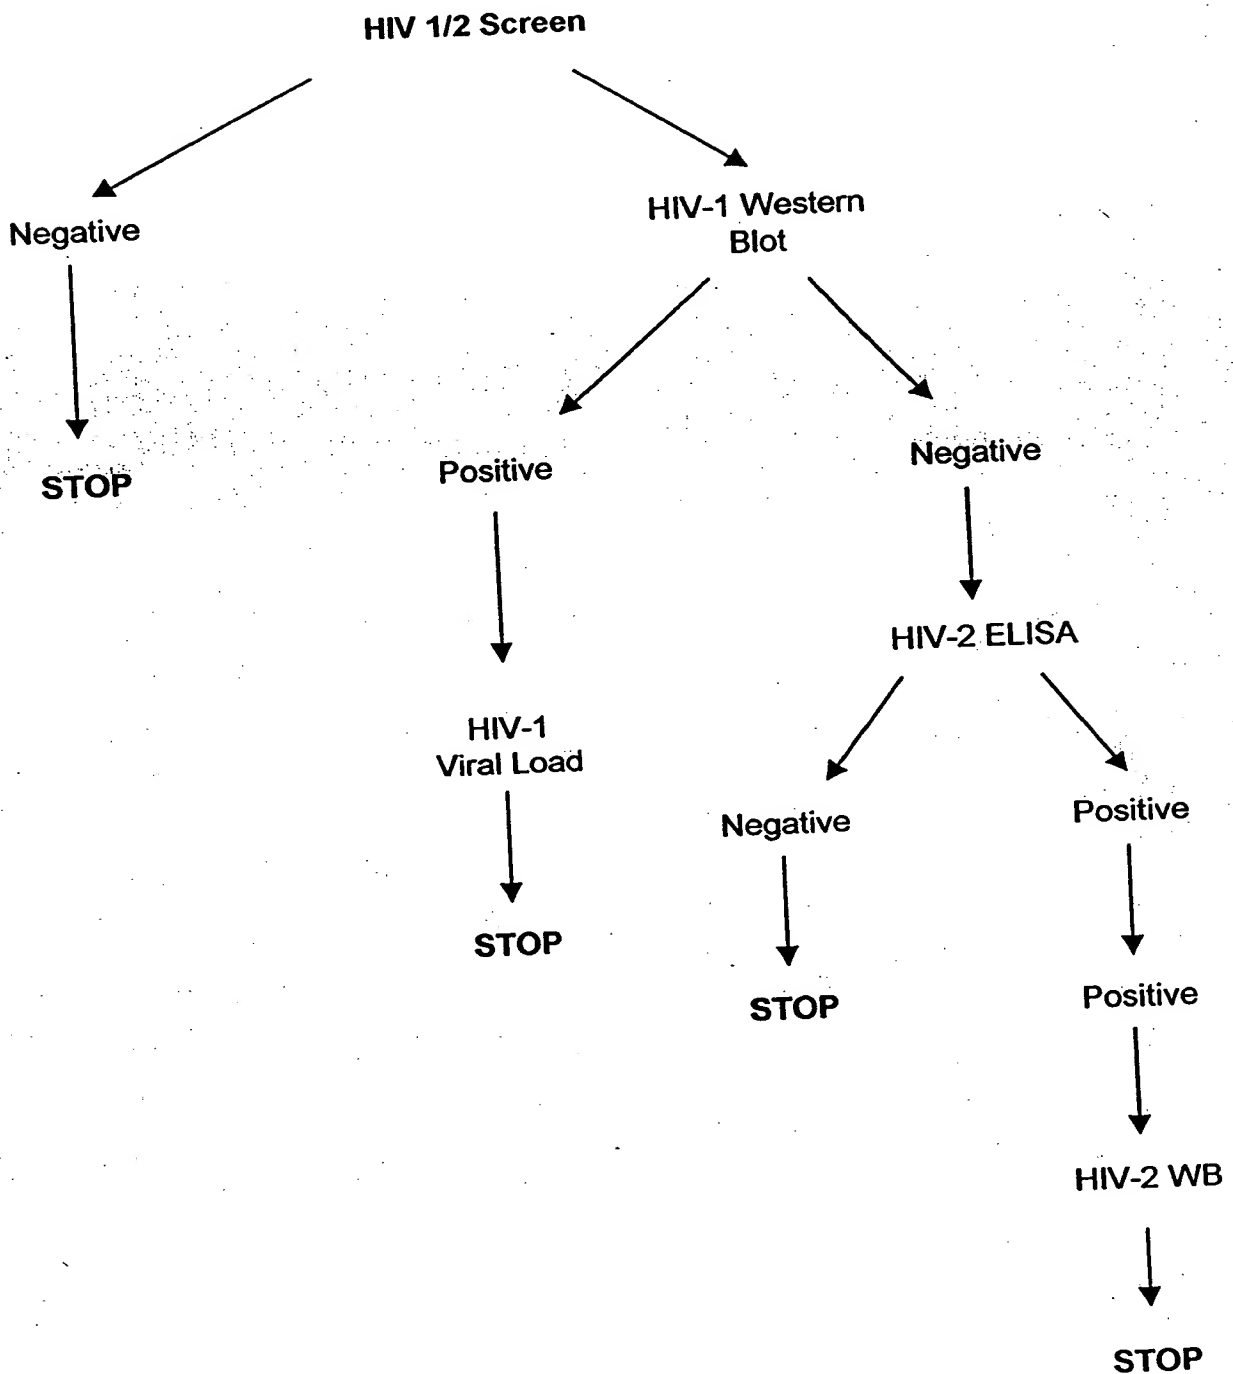 HIV 1/2 Screen
Negative
HIV-1 Western
Blot
STOP
Positive
Negative
HIV-2 ELISA
HIV-1
Viral Load
Negative
Positive
STOP
STOP
Positive
HIV-2 WB
STOP